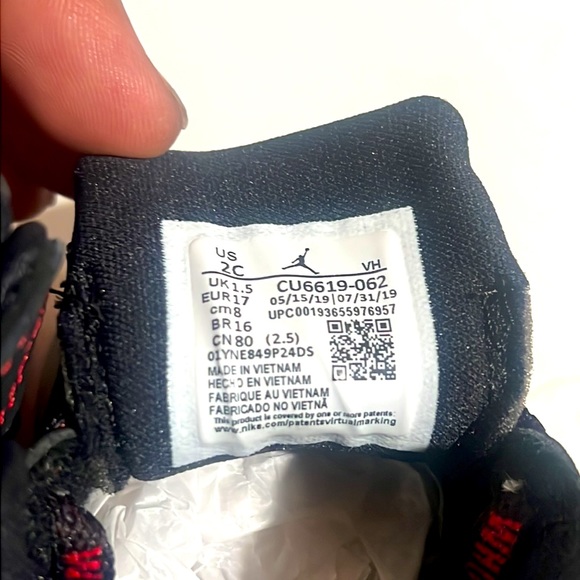 US
2C
VH
UK1.5 CU6619-062
EUR17 05/15/19|07/31/19
cm8 UPC00193655976957
BR16
CN80 (2.5)
01YNE849P24DS
MADE IN VIETNAM
HECHO EN VIETNAM
FABRIQUE AU VIETNAM
FABRICADO NO VIETNÃ
This product is covered by one or more patents:
www.nike.com/patentsvirtualmarking